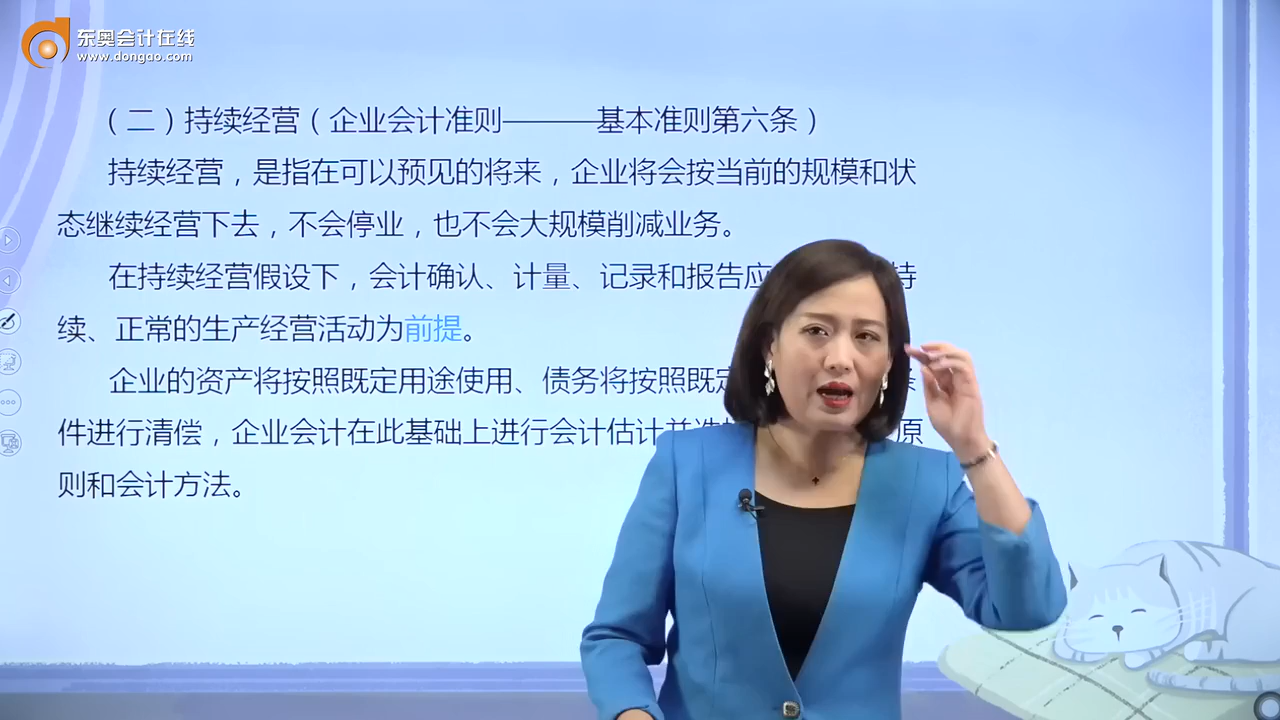 东奥会计在线
www.dongao.com
（二）持续经营（企业会计准则———基本准则第六条）
持续经营，是指在可以预见的将来，企业将会按当前的规模和状
态继续经营下去，不会停业，也不会大规模削减业务。
在持续经营假设下，会计确认、计量、记录和报告应 持
续、正常的生产经营活动为前提。
企业的资产将按照既定用途使用、债务将按照既定
件进行清偿，企业会计在此基础上进行会计估计并选 原
则和会计方法。